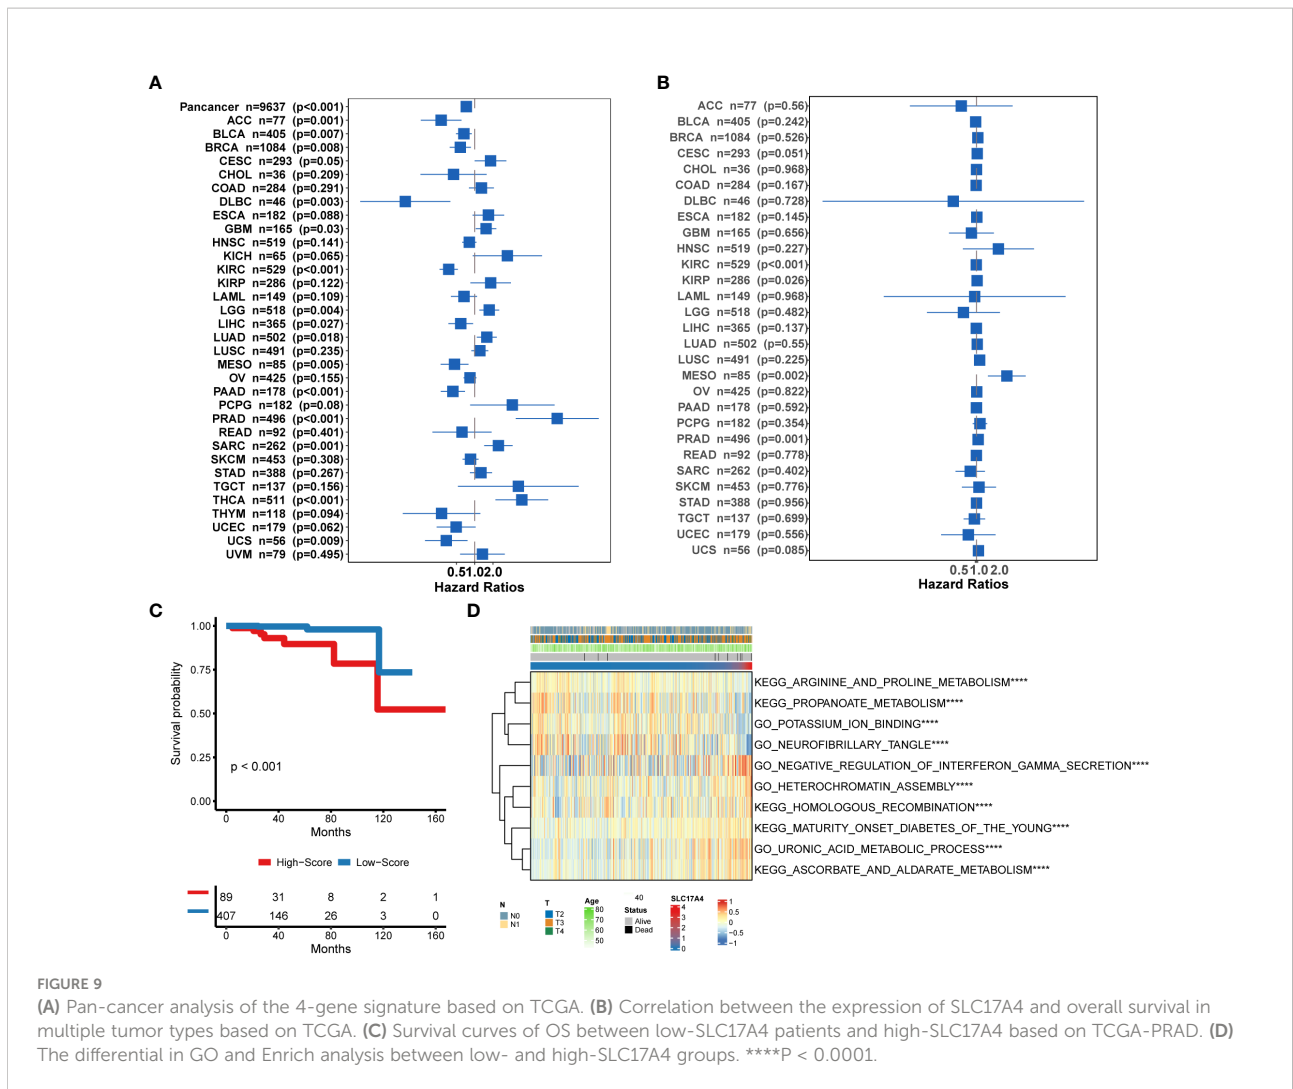 A
Pancancer n=9637 (p<0.001)
ACC n=77 (p=0.001)
BLCA n=405 (p=0.007)
BRCA n=1084 (p=0.008)
CESC n=293 (p=0.05)
CHOL n=36 (p=0.209)
COAD n=284 (p=0.291)
DLBC n=46 (p=0.003)
ESCA n=182 (p=0.088)
GBM n=165 (p=0.03)
HNSC n=519 (p=0.141)
KICH n=65 (p=0.065)
KIRC n=529 (p<0.001)
KIRP n=286 (p=0.122)
LAML n=149 (p=0.109)
LGG n=518 (p=0.004)
LIHC n=365 (p=0.027)
LUAD n=502 (p=0.018)
LUSC n=491 (p=0.235)
MESO n=85 (p=0.005)
OV n=425 (p=0.155)
PAAD n=178 (p<0.001)
PCPG n=182 (p=0.08)
PRAD n=496 (p<0.001)
READ n=92 (p=0.401)
SARC n=262 (p=0.001)
SKCM n=453 (p=0.308)
STAD n=388 (p=0.267)
TGCT n=137 (p=0.156)
THCA n=511 (p<0.001)
THYM n=118 (p=0.094)
UCEC n=179 (p=0.062)
UCS n=56 (p=0.009)
UVM n=79 (p=0.495)
0.51.02.0
Hazard Ratios
B
ACC n=77 (p=0.56)
BLCA n=405 (p=0.242)
BRCA n=1084 (p=0.526)
CESC n=293 (p=0.051)
CHOL n=36 (p=0.968)
COAD n=284 (p=0.167)
DLBC n=46 (p=0.728)
ESCA n=182 (p=0.145)
GBM n=165 (p=0.656)
HNSC n=519 (p=0.227)
KIRC n=529 (p<0.001)
KIRP n=286 (p=0.026)
LAML n=149 (p=0.968)
LGG n=518 (p=0.482)
LIHC n=365 (p=0.137)
LUAD n=502 (p=0.55)
LUSC n=491 (p=0.225)
MESO n=85 (p=0.002)
OV n=425 (p=0.822)
PAAD n=178 (p=0.592)
PCPG n=182 (p=0.354)
PRAD n=496 (p=0.001)
READ n=92 (p=0.778)
SARC n=262 (p=0.402)
SKCM n=453 (p=0.776)
STAD n=388 (p=0.956)
TGCT n=137 (p=0.699)
UCEC n=179 (p=0.556)
UCS n=56 (p=0.085)
0.51.02.0
Hazard Ratios
C
Survival probability
1.00
0.75
0.50
0.25
0.00
p < 0.001
0 40 80 120 160
Months
High-Score Low-Score
89 31 8 2 1
407 146 26 3 0
0 40 80 120 160
Months
D
KEGG_ARGININE_AND_PROLINE_METABOLISM****
KEGG_PROPANOATE_METABOLISM****
GO_POTASSIUM_ION_BINDING****
GO_NEUROFIBRILLARY_TANGLE****
GO_NEGATIVE_REGULATION_OF_INTERFERON_GAMMA_SECRETION****
GO_HETEROCHROMATIN_ASSEMBLY****
KEGG_HOMOLOGOUS_RECOMBINATION****
KEGG_MATURITY_ONSET_DIABETES_OF_THE_YOUNG****
GO_URONIC_ACID_METABOLIC_PROCESS****
KEGG_ASCORBATE_AND_ALDARATE_METABOLISM****
N
N0
N1
T
T2
T3
T4
Age
80
70
60
50
40
Status
Alive
Dead
SLC17A4
4
3
2
1
0
1
0.5
0
−0.5
−1
FIGURE 9
(A) Pan-cancer analysis of the 4-gene signature based on TCGA. (B) Correlation between the expression of SLC17A4 and overall survival in
multiple tumor types based on TCGA. (C) Survival curves of OS between low-SLC17A4 patients and high-SLC17A4 based on TCGA-PRAD. (D)
The differential in GO and Enrich analysis between low- and high-SLC17A4 groups. ****P < 0.0001.